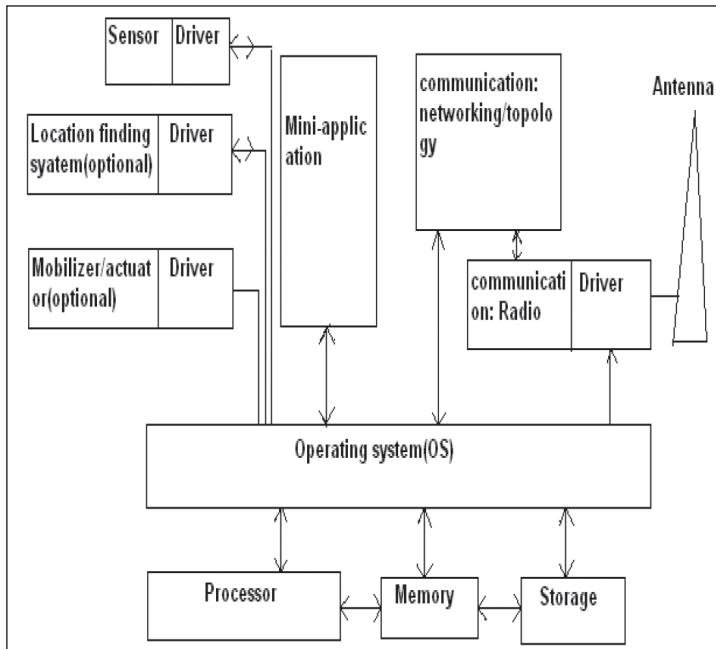 Sensor
Driver
Location finding
syatem(optional)
Driver
Mobilizer/actuat
or(optional)
Driver
Mini-applic
ation
communication:
networking/topolo
gy
Antenna
communicati
on: Radio
Driver
Operating system(OS)
Processor
Memory
Storage